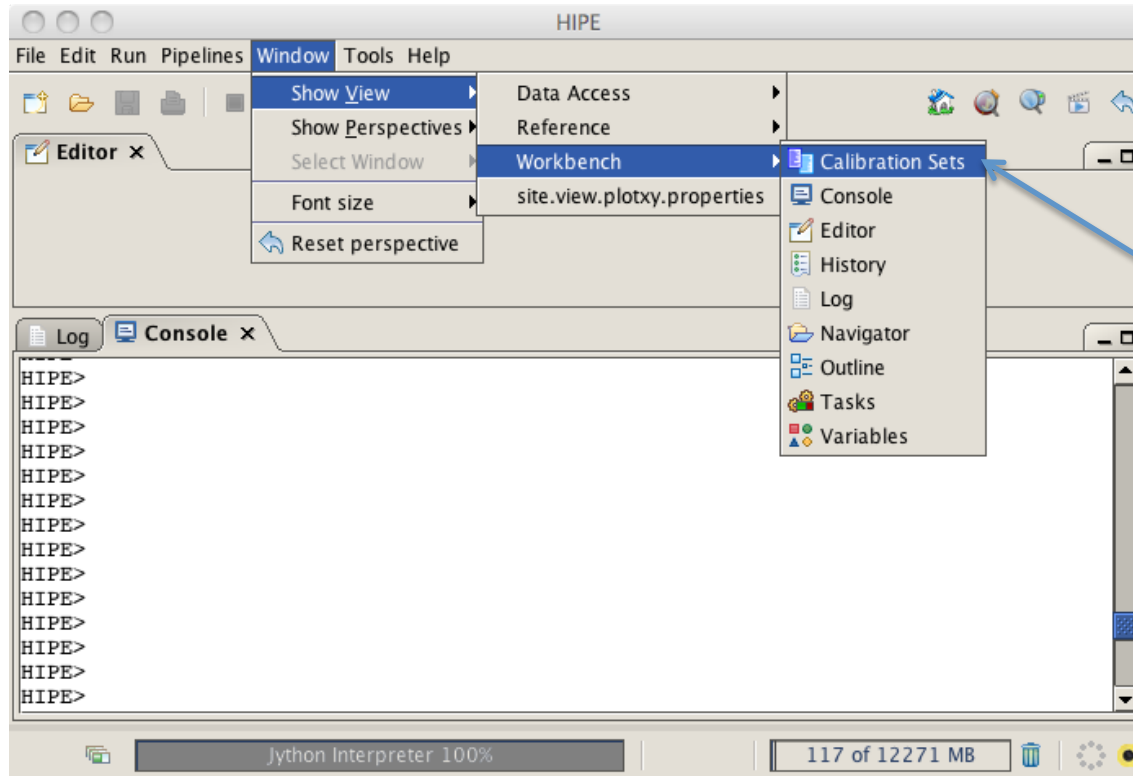 HIPE
File Edit Run Pipelines Window Tools Help
Show View
Data Access
Show Perspectives
Reference
Editor
Select Window
Workbench
Calibration Sets
Font size
site.view.plotxy.properties
Console
Editor
Reset perspective
History
Log
Navigator
Outline
Tasks
Variables
Log Console
HIPE>
HIPE>
HIPE>
HIPE>
HIPE>
HIPE>
HIPE>
HIPE>
HIPE>
HIPE>
HIPE>
HIPE>
HIPE>
HIPE>
Jython Interpreter 100%
117 of 12271 MB